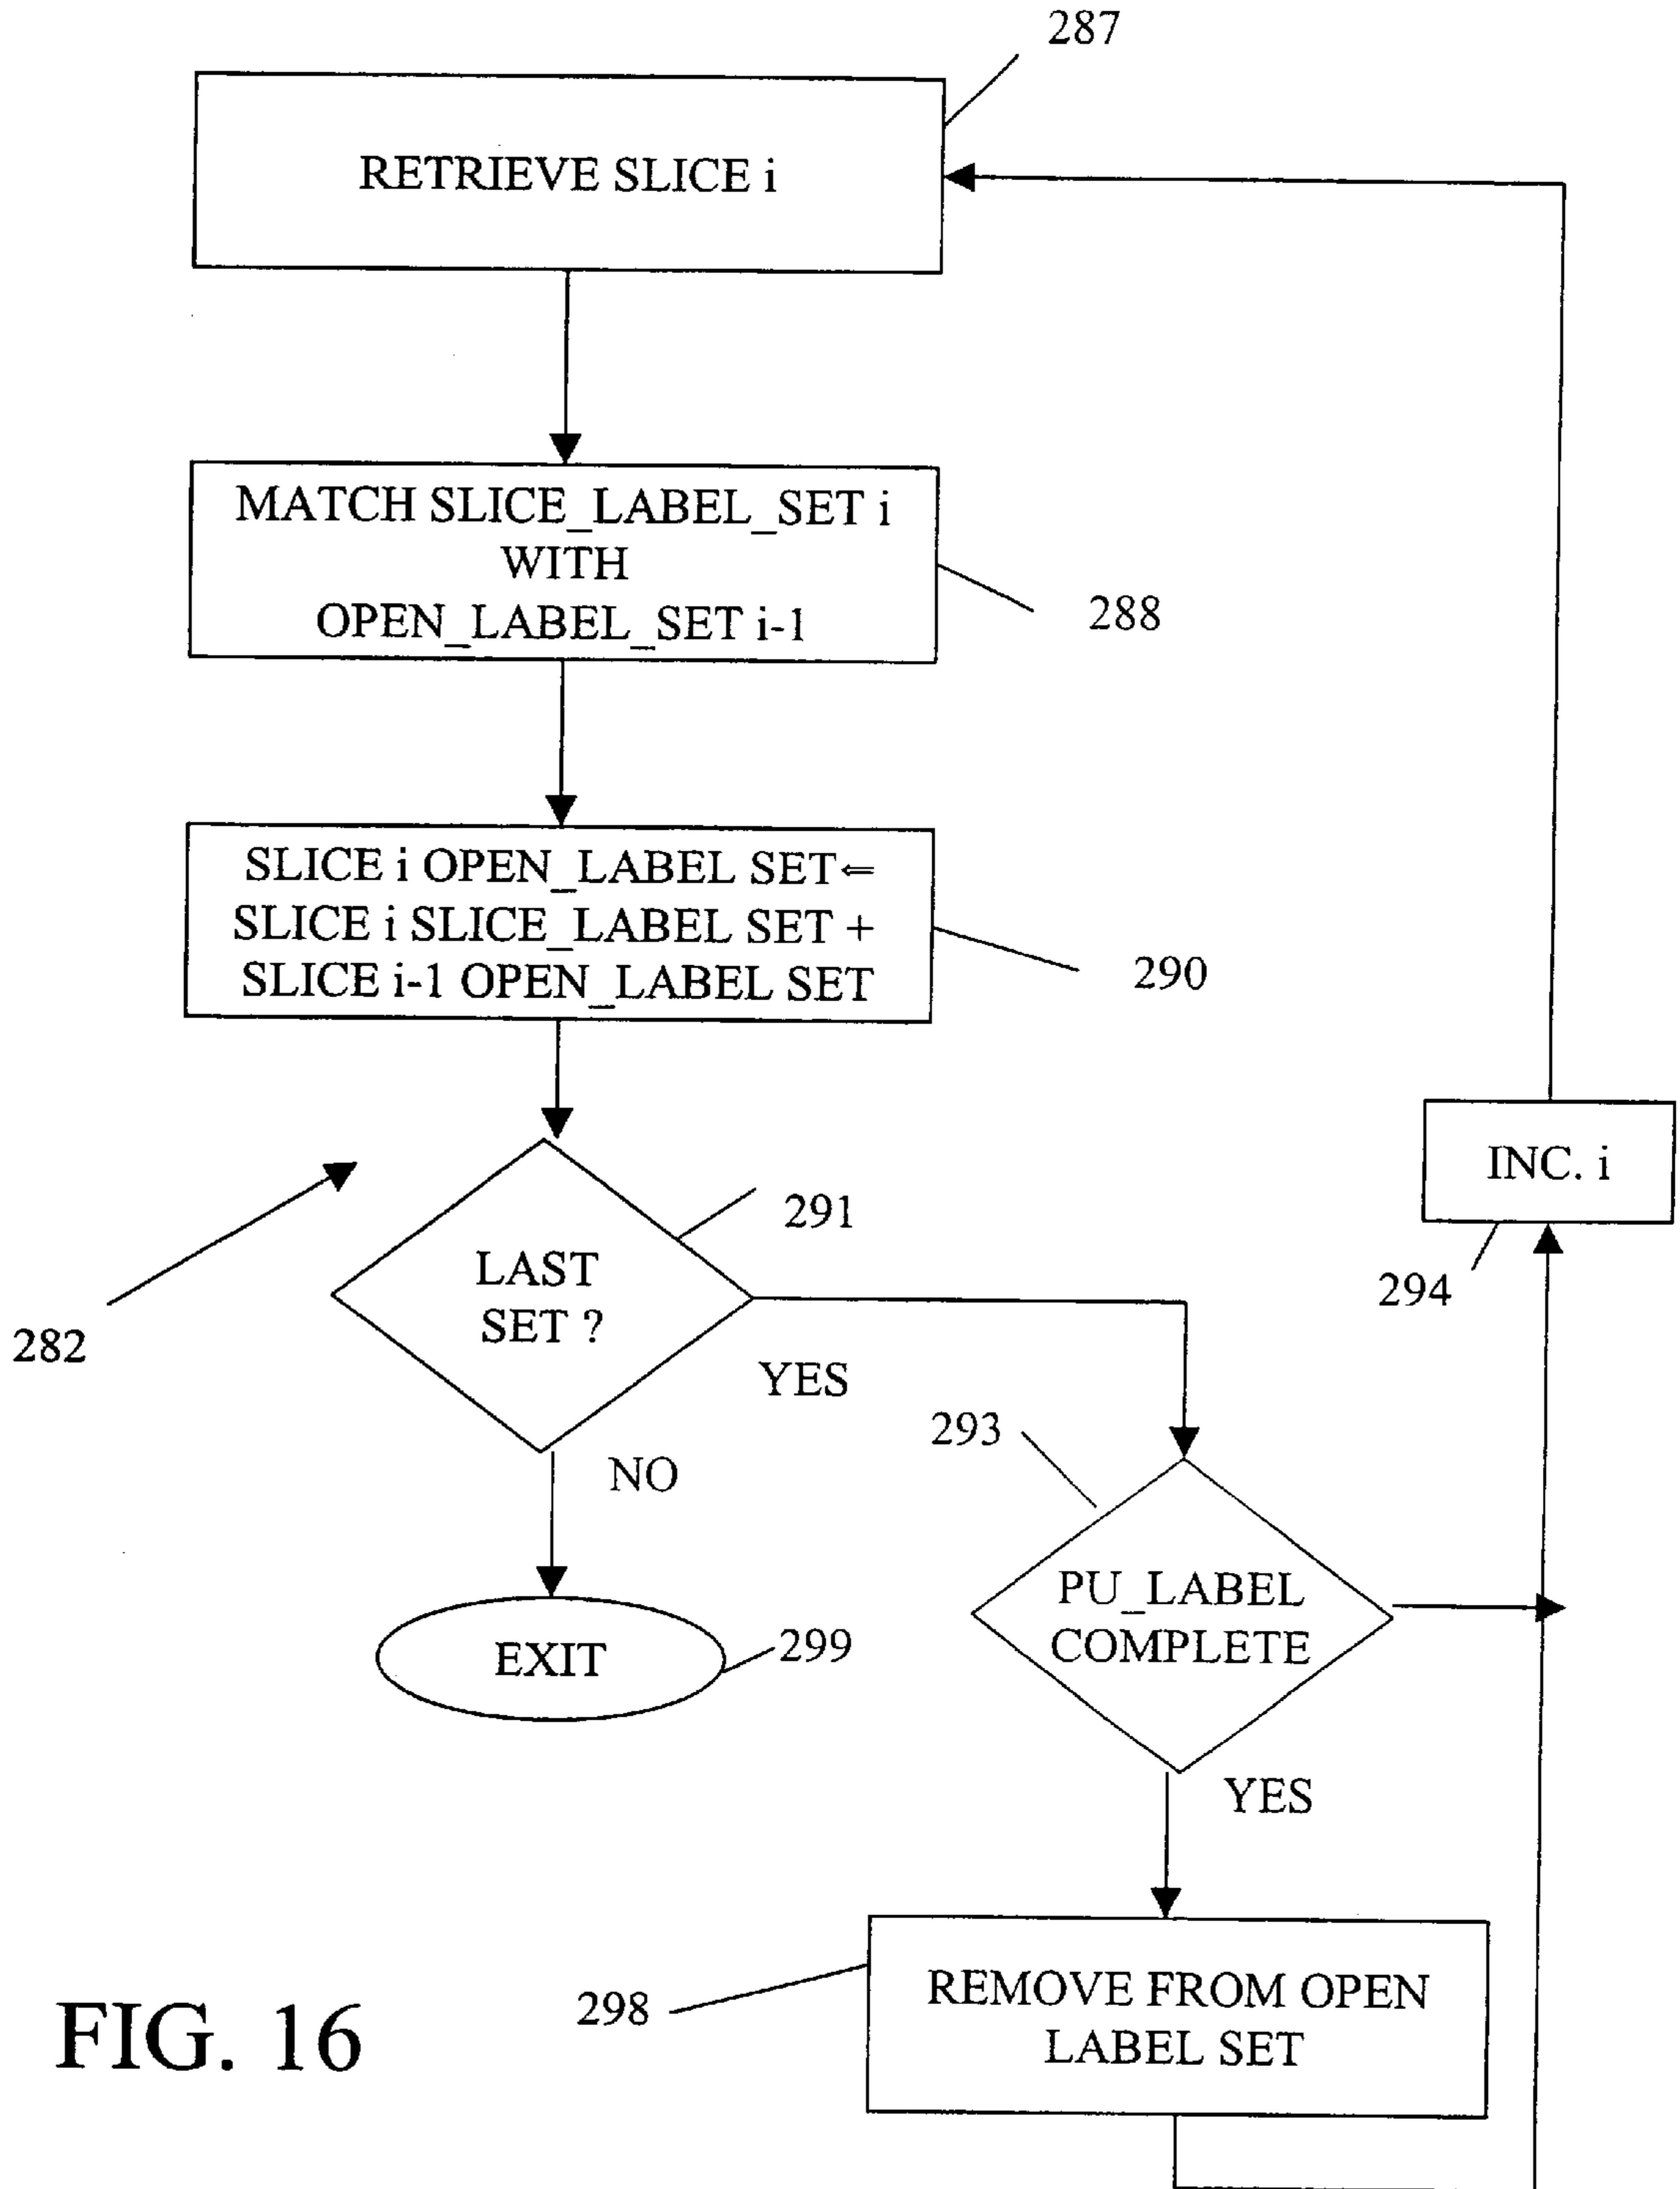 287
RETRIEVE SLICE i
MATCH SLICE_LABEL_SET i
WITH
OPEN_LABEL_SET i-1
288
SLICE i OPEN_LABEL SET⇐
SLICE i SLICE_LABEL SET +
SLICE i-1 OPEN_LABEL SET
290
INC. i
294
282
291
LAST
SET ?
YES
NO
293
PU_LABEL
COMPLETE
EXIT
299
YES
298
REMOVE FROM OPEN
LABEL SET
FIG. 16